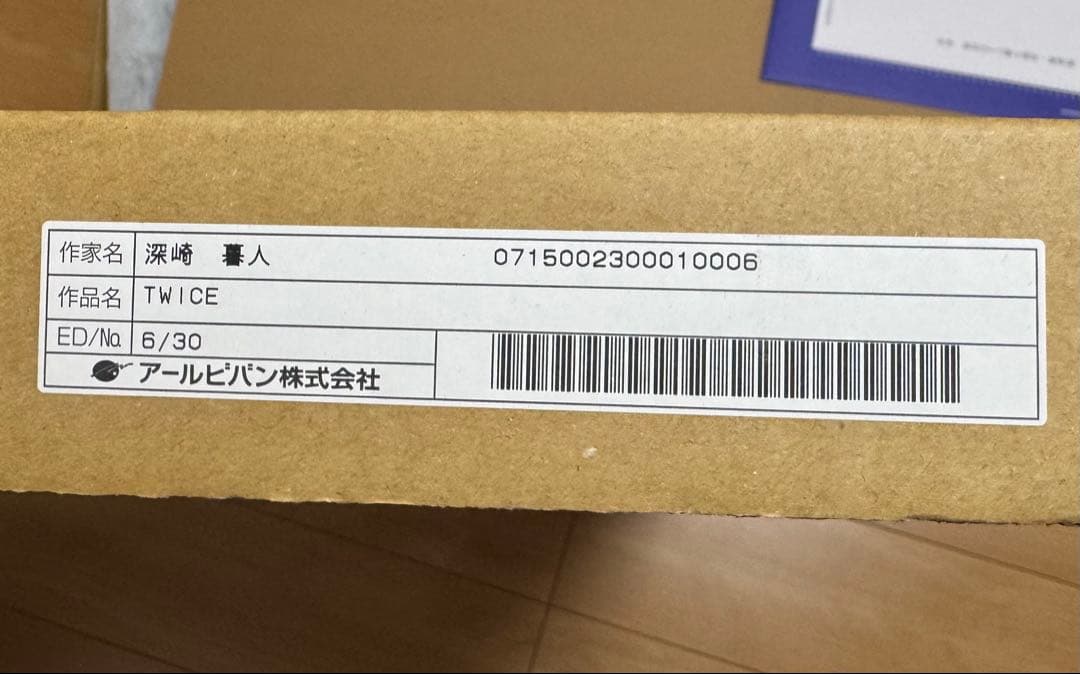 作家名 深崎 暮人 0715002300010006
作品名 TWICE
ED/No. 6/30
アールビバン株式会社